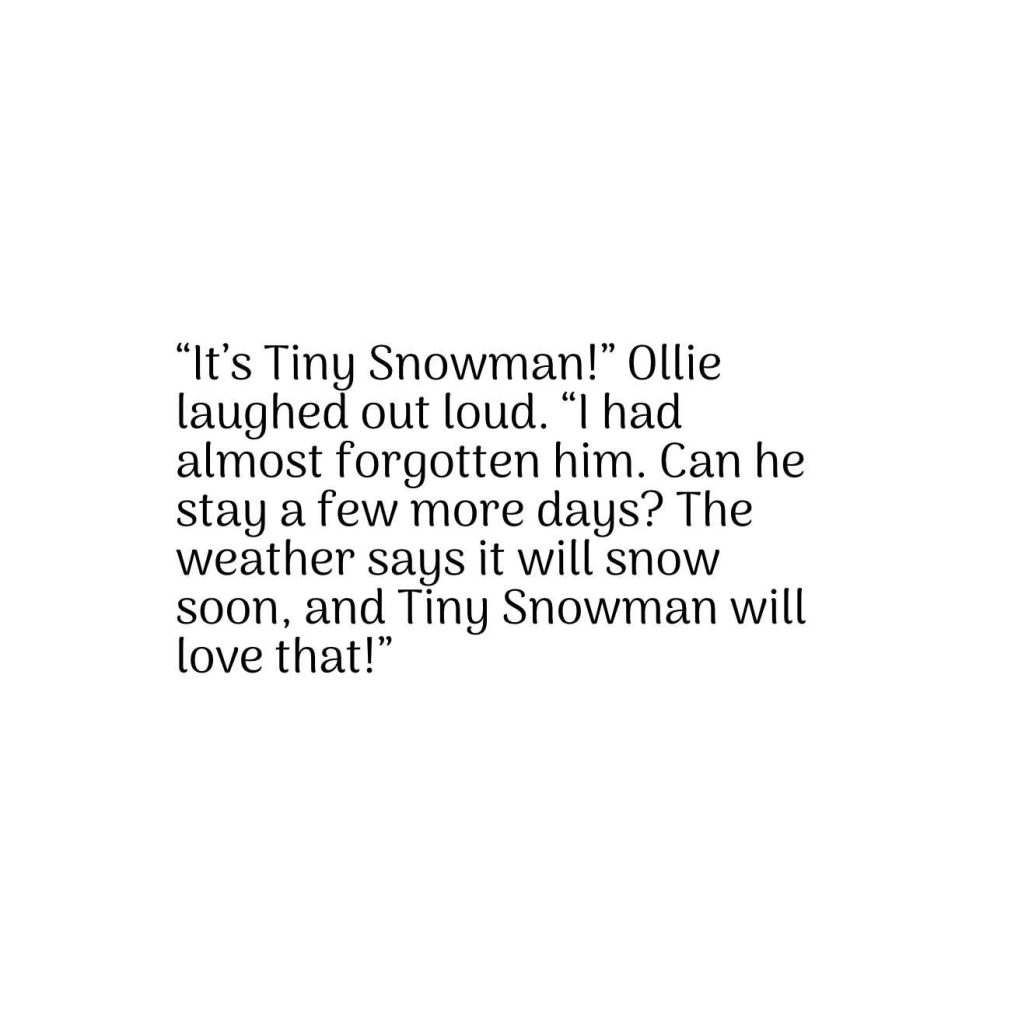 “It’s Tiny Snowman!” Ollie
laughed out loud. “I had
almost forgotten him. Can he
stay a few more days? The
weather says it will snow
soon, and Tiny Snowman will
love that!”